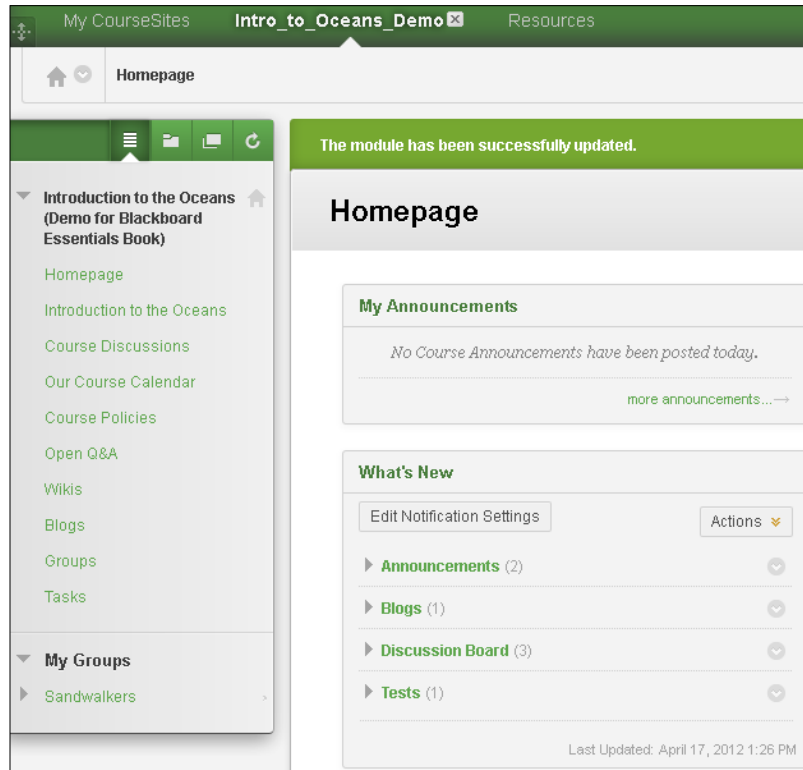 My CourseSites Intro_to_Oceans_Demo Resources
Homepage
Introduction to the Oceans
(Demo for Blackboard
Essentials Book)
Homepage
Introduction to the Oceans
Course Discussions
Our Course Calendar
Course Policies
Open Q&A
Wikis
Blogs
Groups
Tasks
My Groups
Sandwalkers
The module has been successfully updated.
Homepage
My Announcements
No Course Announcements have been posted today.
more announcements...→
What's New
Edit Notification Settings
Actions
Announcements (2)
Blogs (1)
Discussion Board (3)
Tests (1)
Last Updated: April 17, 2012 1:26 PM